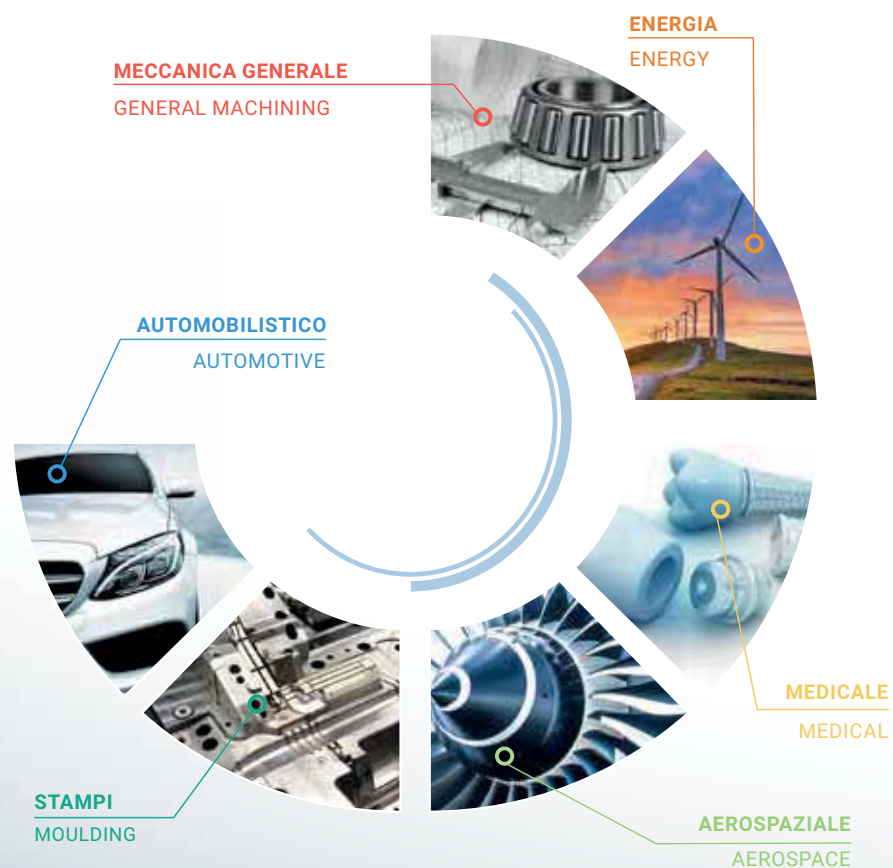 ENERGIA
ENERGY
MECCANICA GENERALE
GENERAL MACHINING
AUTOMOBILISTICO
AUTOMOTIVE
MEDICALE
MEDICAL
STAMPI
MOULDING
AEROSPAZIALE
AEROSPACE